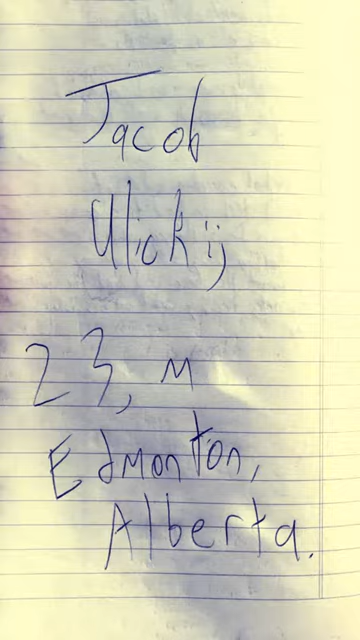 Jacob
Ulickij
23, M
Edmonton,
Alberta.